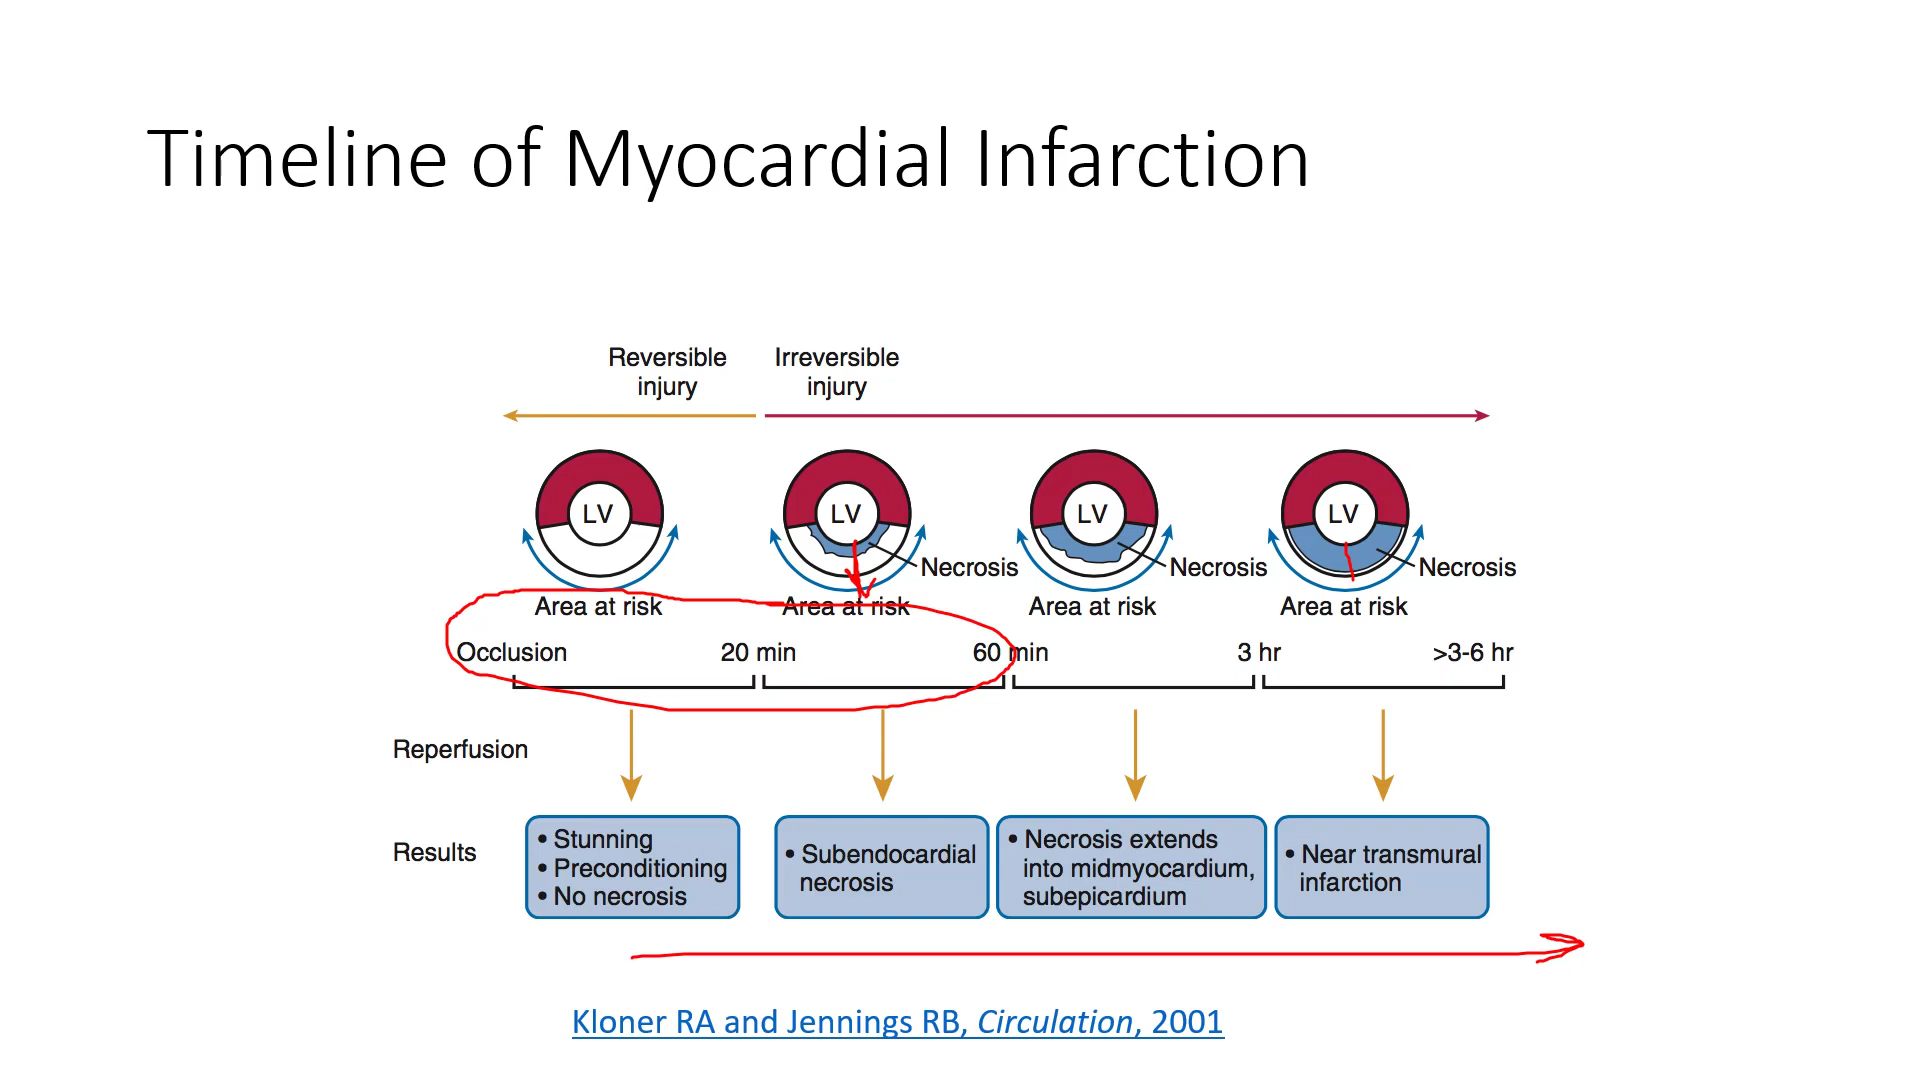 Timeline of Myocardial Infarction
Reversible
injury
Irreversible
injury
LV
LV
LV
LV
Necrosis
Necrosis
Necrosis
Area at risk
Area at risk
Area at risk
Area at risk
Occlusion
20 min
60 min
3 hr
>3-6 hr
Reperfusion
Results
• Stunning
• Preconditioning
• No necrosis
• Subendocardial
necrosis
• Necrosis extends
into midmyocardium,
subepicardium
• Near transmural
infarction
Kloner RA and Jennings RB, Circulation, 2001